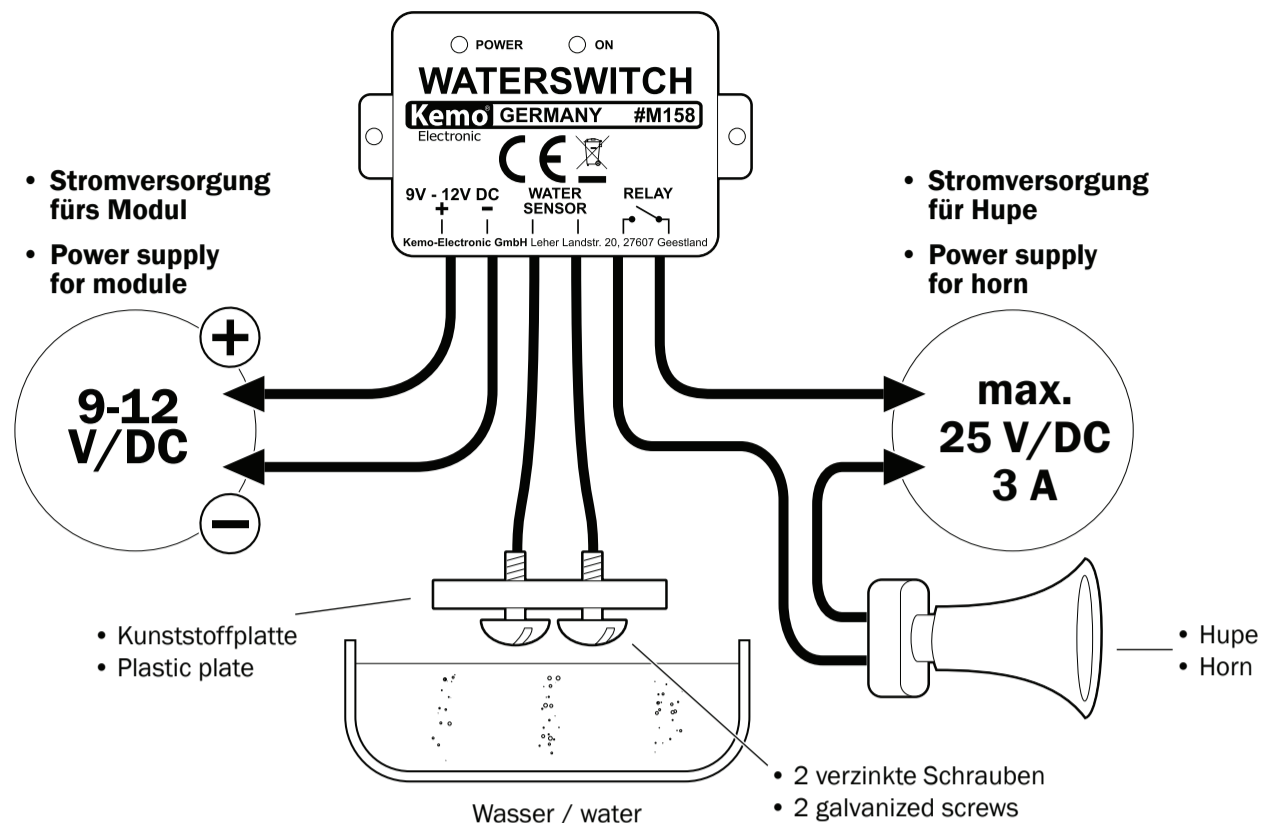 POWER ON
WATERSWITCH
Kemo® GERMANY #M158
Electronic
CE
9V - 12V DC WATER RELAY
+ − SENSOR
Kemo-Electronic GmbH Leher Landstr. 20, 27607 Geestland
• Stromversorgung
fürs Modul
• Power supply
for module
+
9-12
V/DC
−
• Stromversorgung
für Hupe
• Power supply
for horn
max.
25 V/DC
3 A
• Kunststoffplatte
• Plastic plate
• Hupe
• Horn
• 2 verzinkte Schrauben
• 2 galvanized screws
Wasser / water